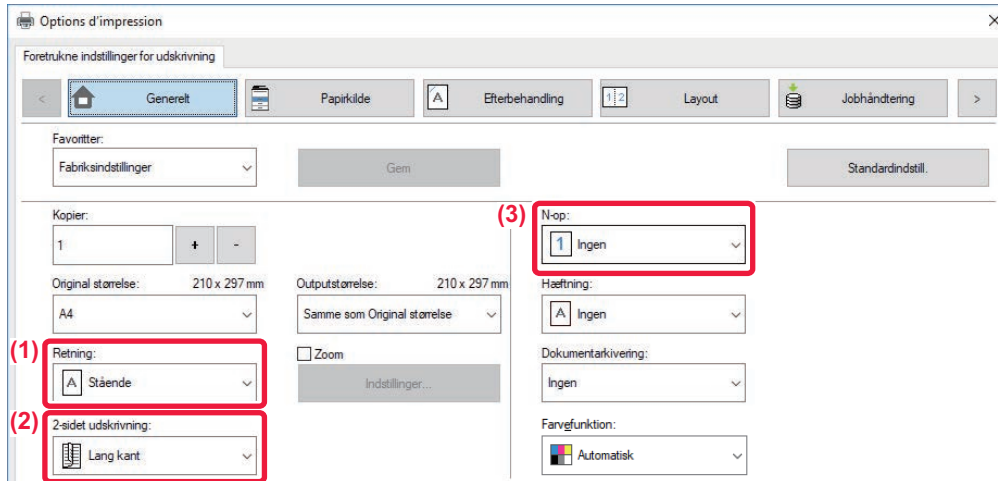 Options d'impression
Foretrukne indstillinger for udskrivning
< Generelt Papirkilde Efterbehandling Layout Jobhåndtering >
Favoritter:
Fabriksindstillinger Gem Standardindstill.
Kopier: (3) N-op:
1 + - 1 Ingen
Original størrelse: 210 x 297 mm Outputstørrelse: 210 x 297 mm Hæftning:
A4 Samme som Original størrelse A Ingen
(1) Retning: Zoom Dokumentarkivering:
A Stående Indstillinger... Ingen
(2) 2-sidet udskrivning: Farvefunktion:
Lang kant Automatisk